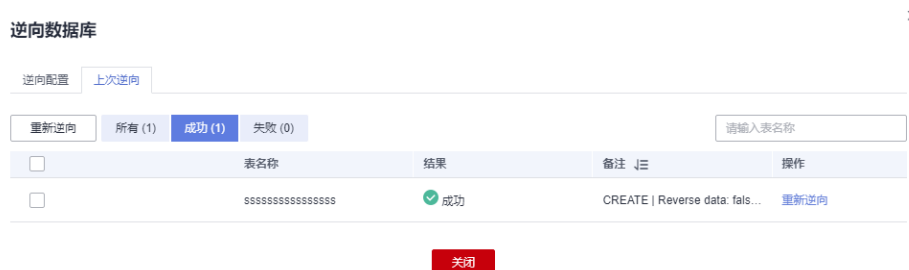 逆向数据库
逆向配置 上次逆向
重新逆向 所有 (1) 成功 (1) 失败 (0) 请输入表名称
表名称 结果 备注 操作
ssssssssssssssss 成功 CREATE | Reverse data: fals... 重新逆向
关闭